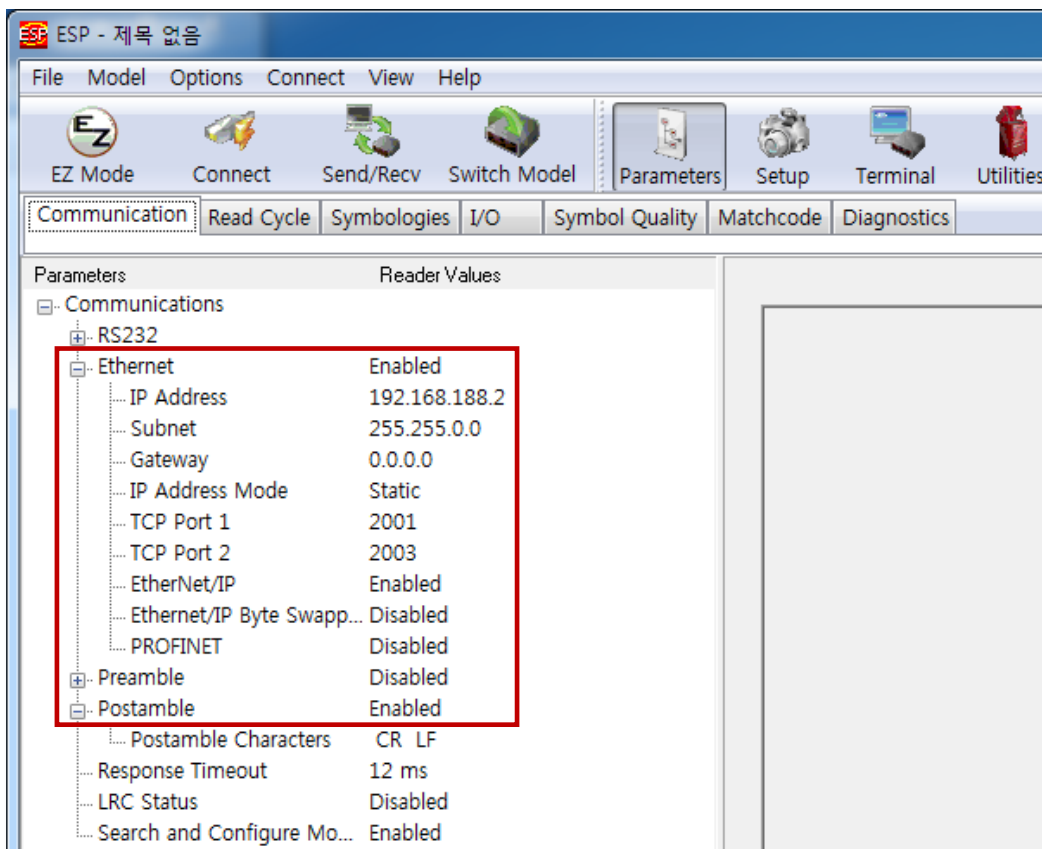 ESP ESP - 제목 없음
File Model Options Connect View Help
EZ EZ Mode Connect Send/Recv Switch Model Parameters Setup Terminal Utilities
Communication Read Cycle Symbologies I/O Symbol Quality Matchcode Diagnostics
Parameters Reader Values
Communications
RS232
Ethernet Enabled
IP Address 192.168.188.2
Subnet 255.255.0.0
Gateway 0.0.0.0
IP Address Mode Static
TCP Port 1 2001
TCP Port 2 2003
EtherNet/IP Enabled
Ethernet/IP Byte Swapp... Disabled
PROFINET Disabled
Preamble Disabled
Postamble Enabled
Postamble Characters CR LF
Response Timeout 12 ms
LRC Status Disabled
Search and Configure Mo... Enabled